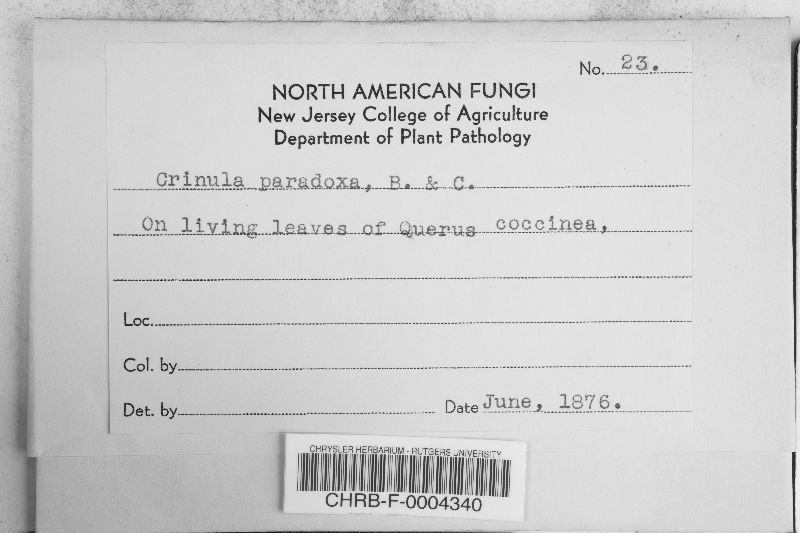 No. 23.
NORTH AMERICAN FUNGI
New Jersey College of Agriculture
Department of Plant Pathology
Crinula paradoxa, B. & C.
On living leaves of Querus coccinea,
Loc.
Col. by
Det. by
Date June, 1876.
CHRYSLER HERBARIUM - RUTGERS UNIVERSITY
CHRB-F-0004340